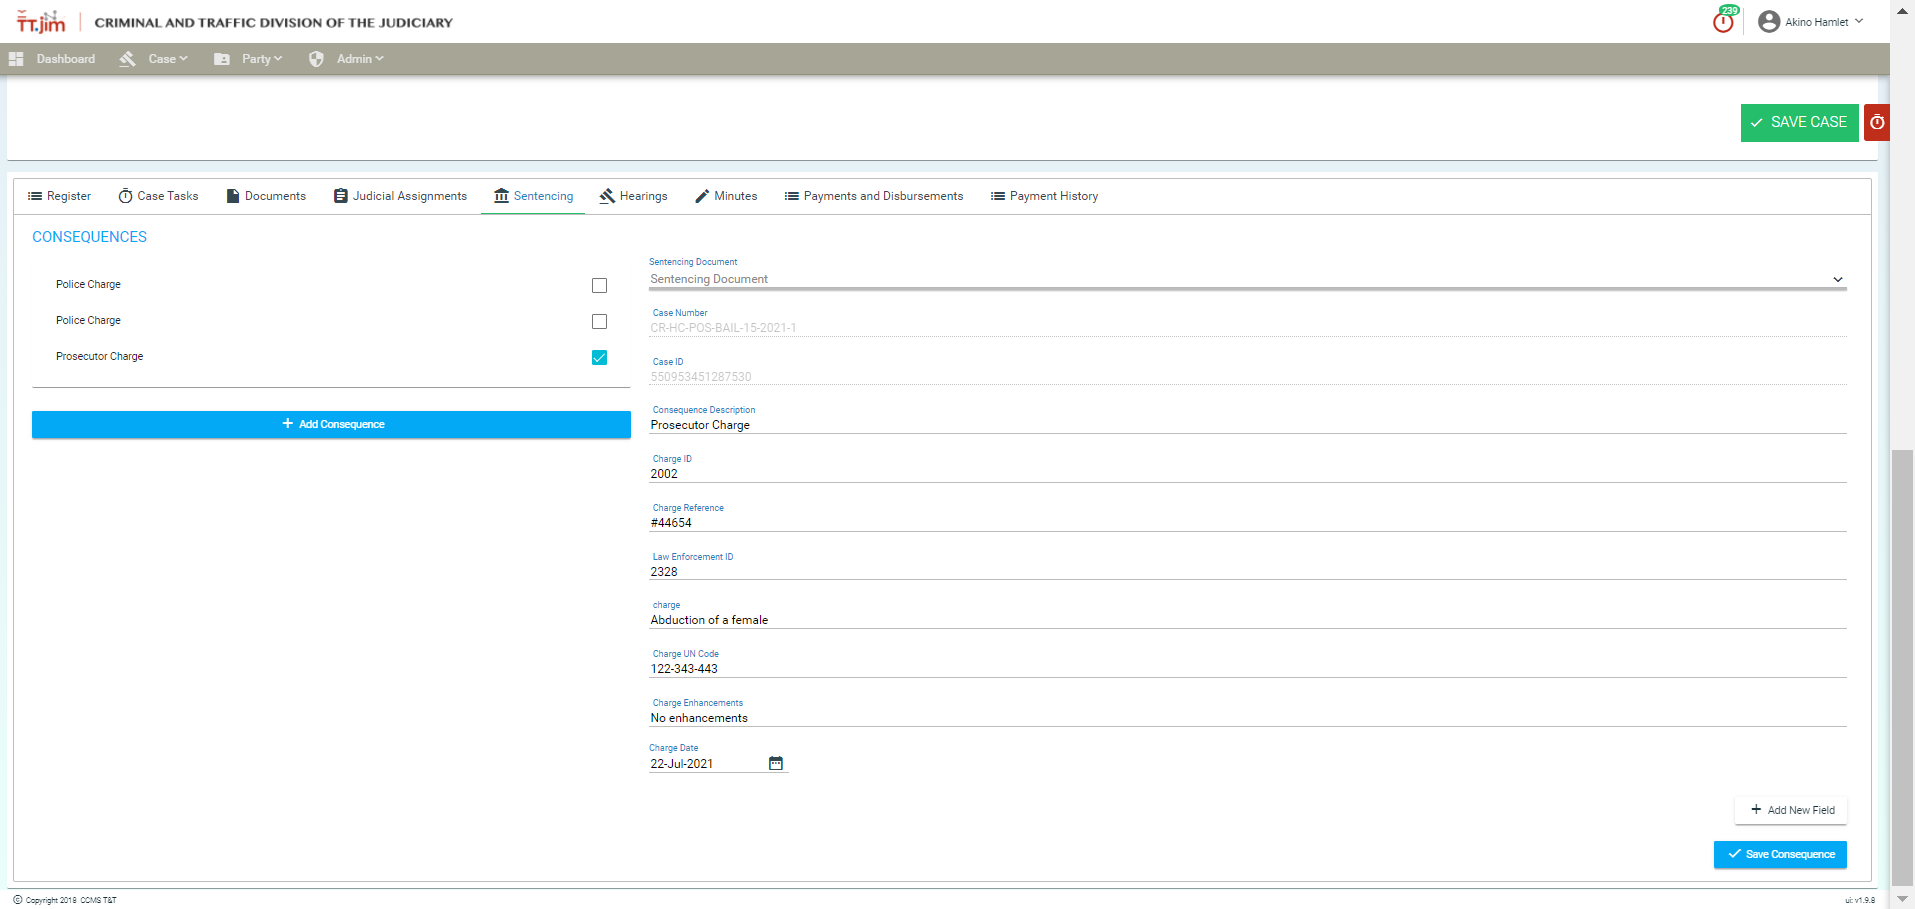 TT.jim CRIMINAL AND TRAFFIC DIVISION OF THE JUDICIARY 239 Akino Hamlet
Dashboard Case Party Admin
SAVE CASE
Register Case Tasks Documents Judicial Assignments Sentencing Hearings Minutes Payments and Disbursements Payment History
CONSEQUENCES
Police Charge
Police Charge
Prosecutor Charge
+ Add Consequence
Sentencing Document
Sentencing Document
Case Number
CR-HC-POS-BAIL-15-2021-1
Case ID
550953451287530
Consequence Description
Prosecutor Charge
Charge ID
2002
Charge Reference
#44654
Law Enforcement ID
2328
charge
Abduction of a female
Charge UN Code
122-343-443
Charge Enhancements
No enhancements
Charge Date
22-Jul-2021
+ Add New Field
Save Consequence
© Copyright 2018 CCMS T&T
ui: v1.9.8